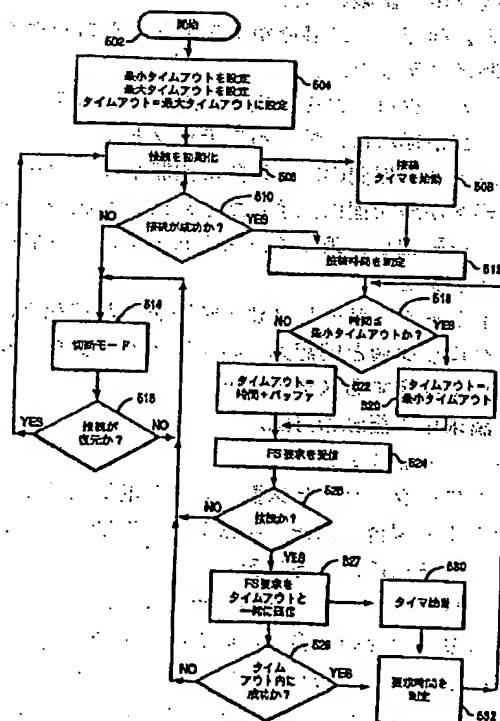 開始
502
最小タイムアウトを設定
最大タイムアウトを設定
タイムアウト=最大タイムアウトに設定
504
接続を初期化
506
接続
タイマを始動
508
510
接続が成功か?
NO
YES
接続時間を測定
512
514
切断モード
518
時間≦
最小タイムアウトか?
NO
YES
タイムアウト=
時間+バッファ
522
タイムアウト=
最小タイムアウト
520
516
接続が
復元か?
YES
NO
FS要求を受信
524
526
接続か?
NO
YES
527
FS要求を
タイムアウトと
一緒に送信
530
タイマ始動
528
タイム
アウト内に
成功か?
NO
YES
要求時間を
測定
532